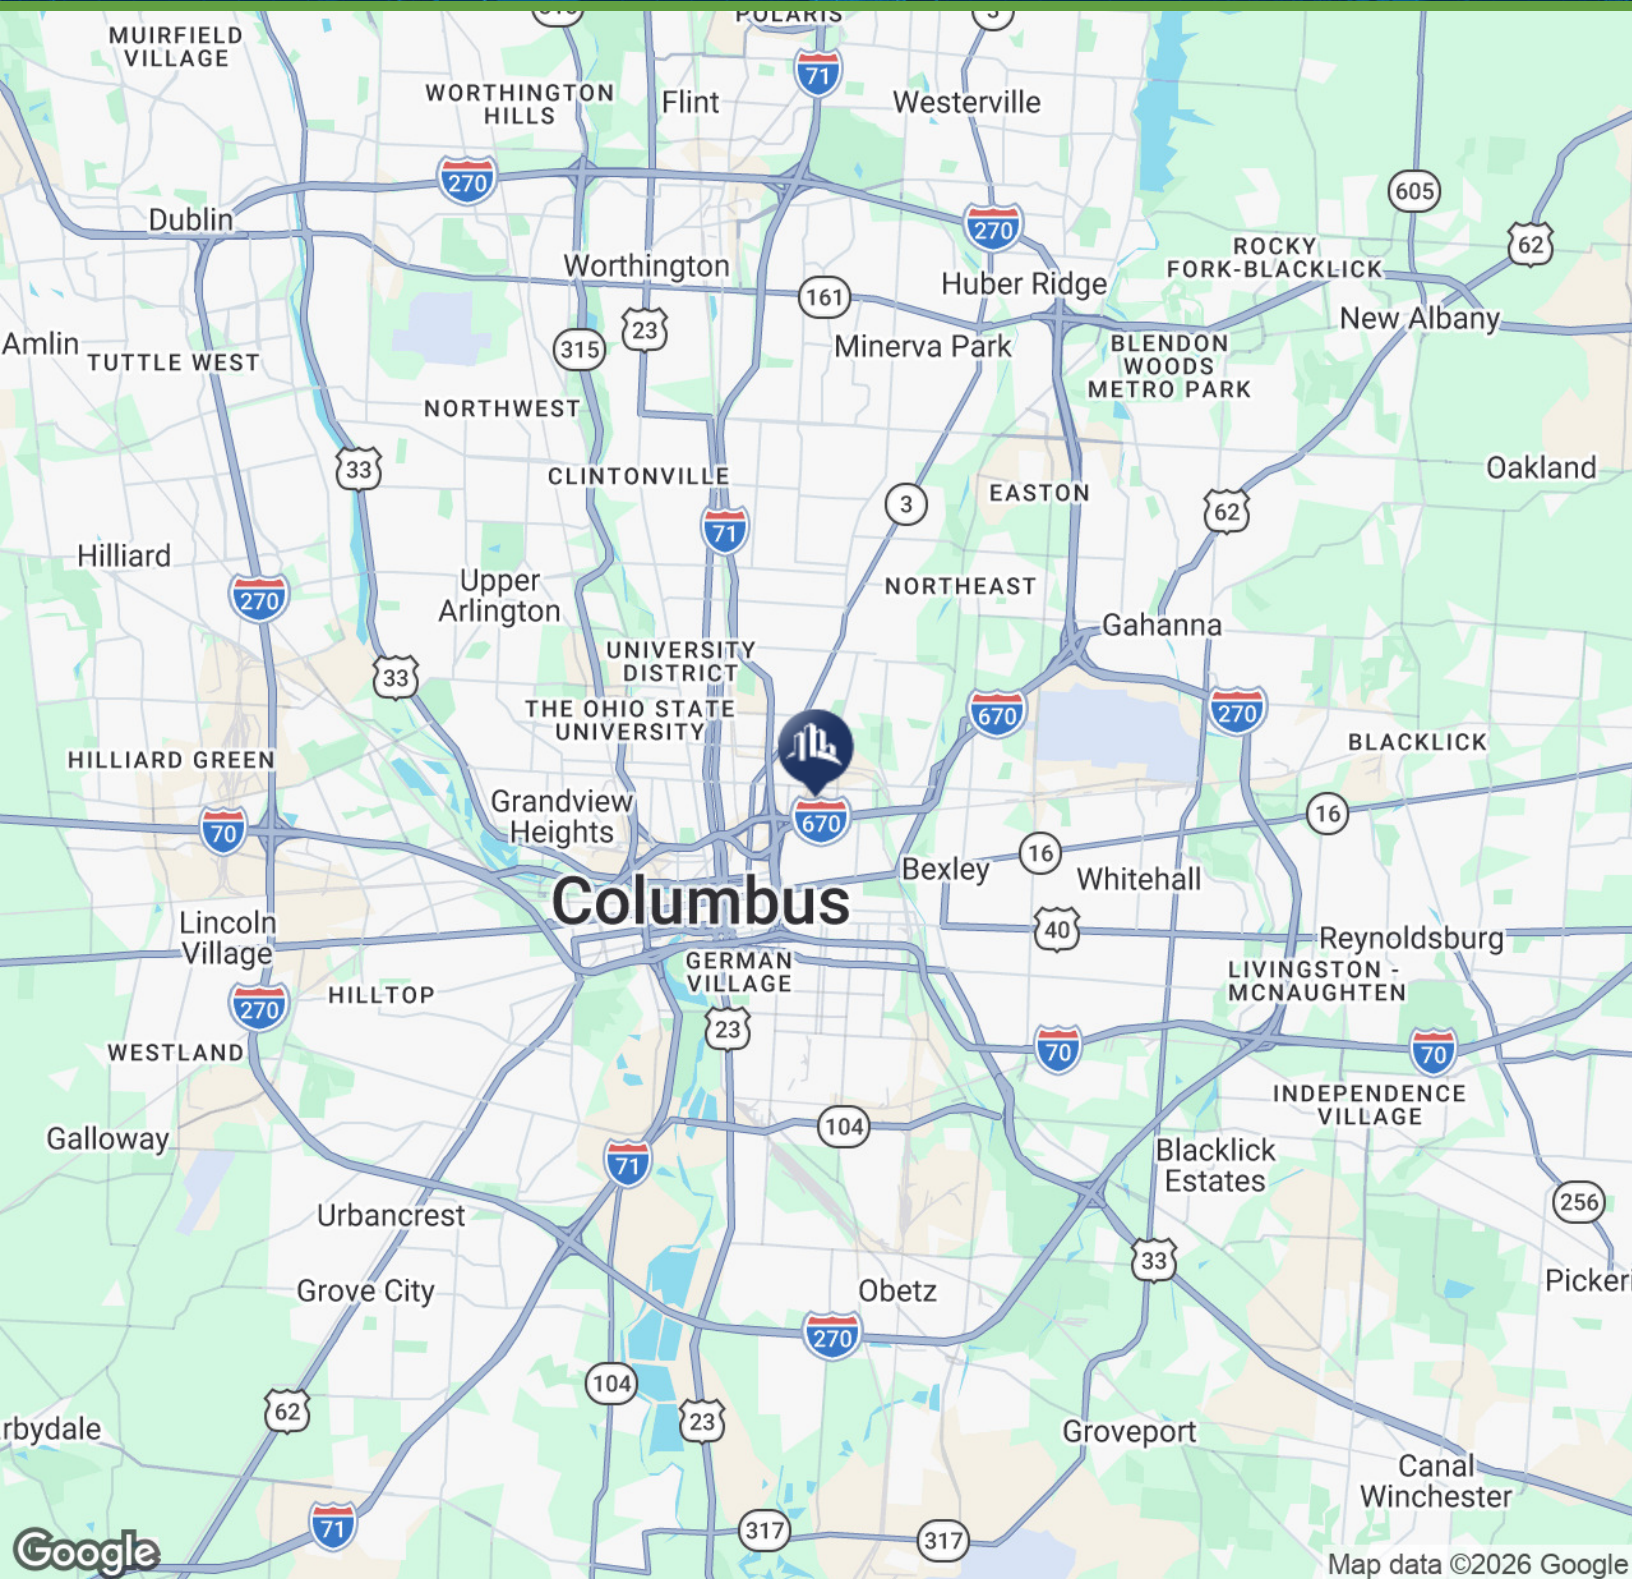 POLARIS
315
3
MUIRFIELD
VILLAGE
71
WORTHINGTON
HILLS
Flint
Westerville
270
605
Dublin
270
62
ROCKY
FORK-BLACKLICK
Worthington
Huber Ridge
161
New Albany
23
Amlin
TUTTLE WEST
315
Minerva Park
BLENDON
WOODS
METRO PARK
NORTHWEST
33
CLINTONVILLE
Oakland
3
EASTON
62
71
Hilliard
270
Upper
Arlington
NORTHEAST
Gahanna
UNIVERSITY
DISTRICT
33
THE OHIO STATE
UNIVERSITY
670
270
HILLIARD GREEN
BLACKLICK
Grandview
Heights
16
70
670
16
Bexley
Whitehall
Columbus
Lincoln
Village
40
Reynoldsburg
GERMAN
VILLAGE
LIVINGSTON -
MCNAUGHTEN
HILLTOP
270
23
WESTLAND
70
70
INDEPENDENCE
VILLAGE
104
Galloway
71
Blacklick
Estates
256
Urbancrest
33
Grove City
Obetz
Pickeri
270
104
62
23
rbydale
Groveport
Canal
Winchester
71
317
317
Google
Map data ©2026 Google